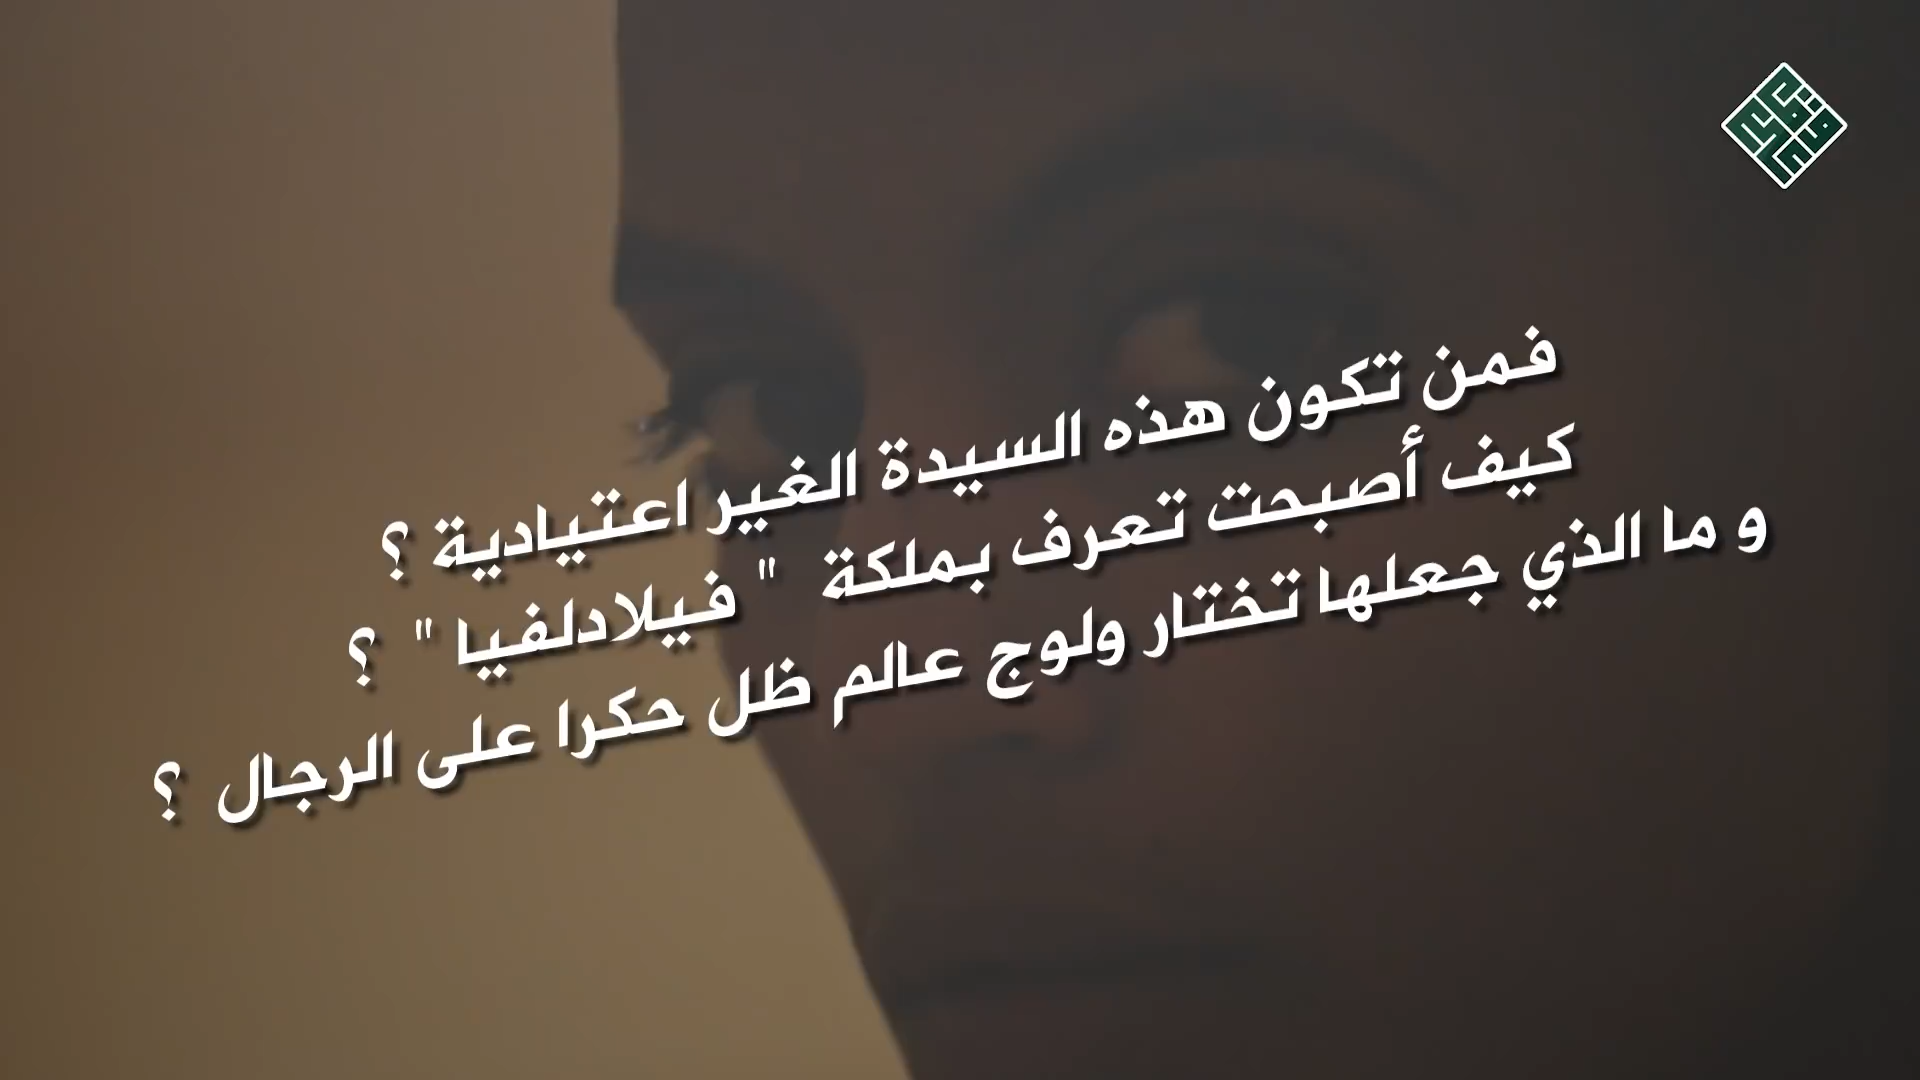 فمن تكون هذه السيدة الغير اعتيادية ؟
كيف أصبحت تعرف بملكة " فيلادلفيا " ؟
و ما الذي جعلها تختار ولوج عالم ظل حكرا على الرجال ؟